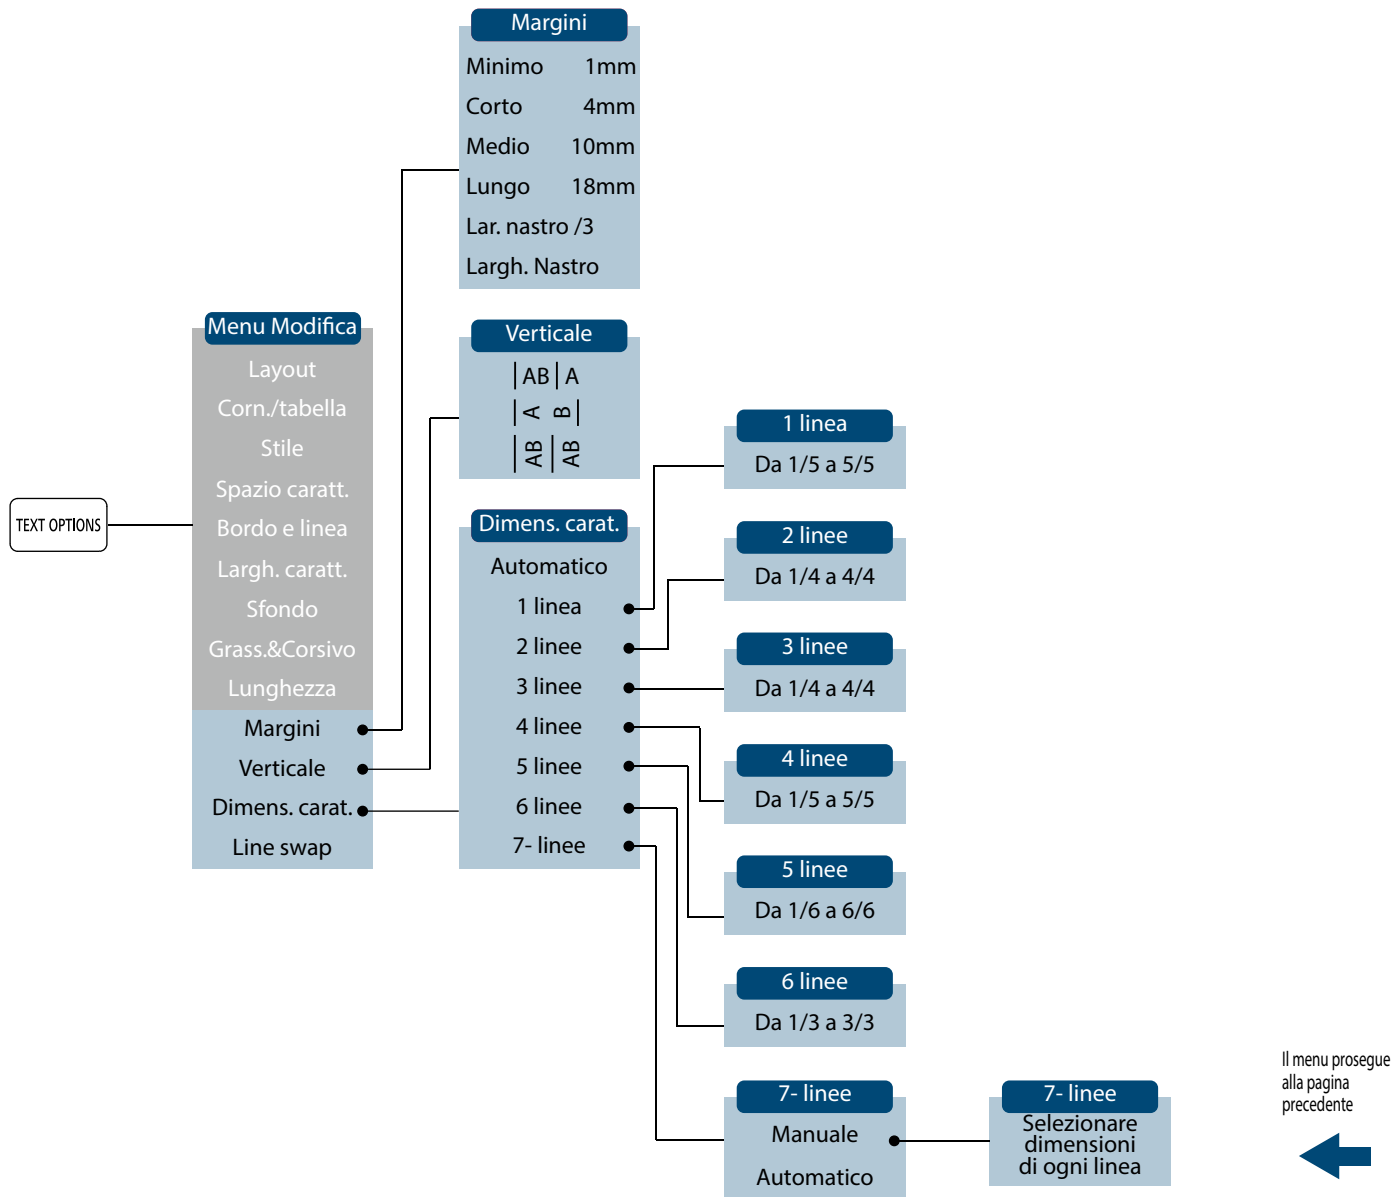 TEXT OPTIONS
Menu Modifica
Layout
Corn./tabella
Stile
Spazio caratt.
Bordo e linea
Largh. caratt.
Sfondo
Grass.&Corsivo
Lunghezza
Margini
Verticale
Dimens. carat.
Line swap
Margini
Minimo 1mm
Corto 4mm
Medio 10mm
Lungo 18mm
Lar. nastro /3
Largh. Nastro
Verticale
AB A
A B
AB AB
Dimens. carat.
Automatico
1 linea
2 linee
3 linee
4 linee
5 linee
6 linee
7- linee
1 linea
Da 1/5 a 5/5
2 linee
Da 1/4 a 4/4
3 linee
Da 1/4 a 4/4
4 linee
Da 1/5 a 5/5
5 linee
Da 1/6 a 6/6
6 linee
Da 1/3 a 3/3
7- linee
Manuale
Automatico
7- linee
Selezionare
dimensioni
di ogni linea
Il menu prosegue
alla pagina
precedente